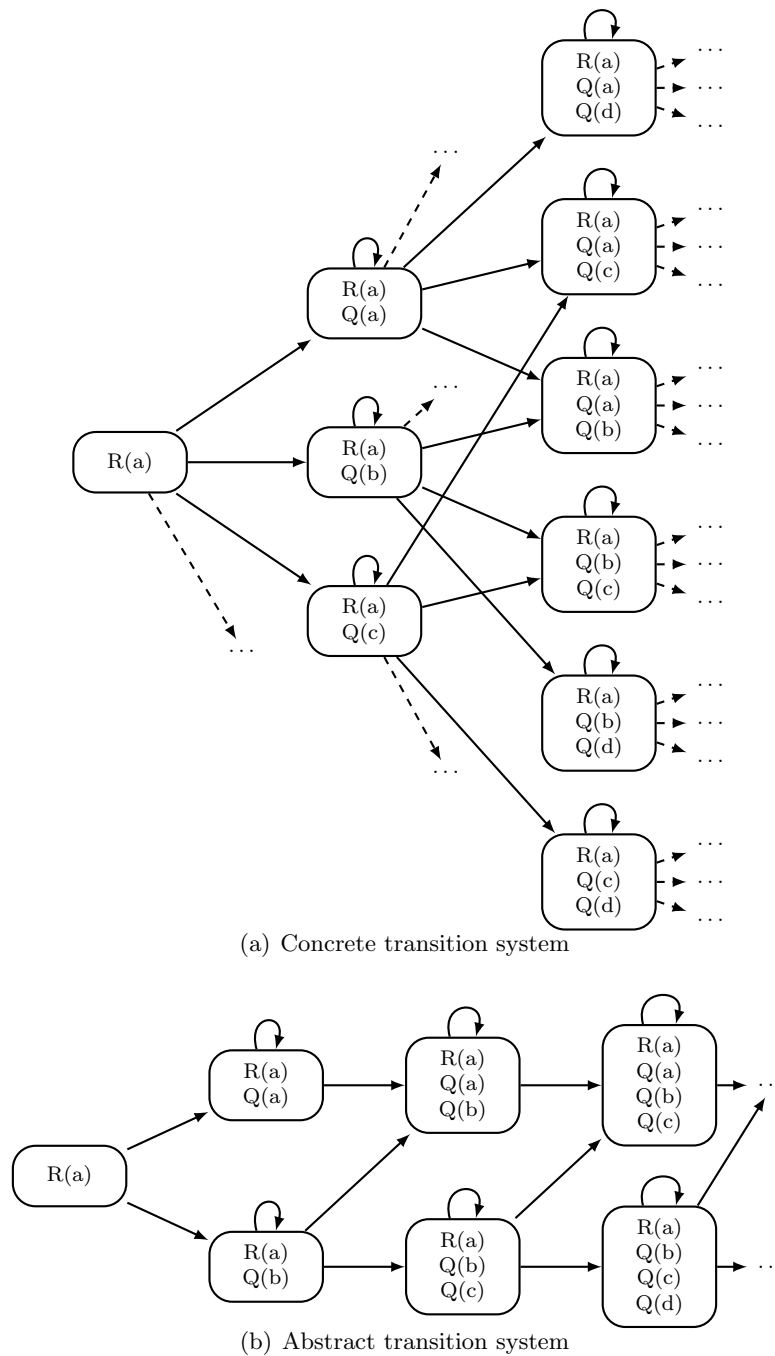 R(a)
Q(a)
Q(d)
. . .
. . .
. . .
. . .
R(a)
Q(a)
Q(c)
. . .
. . .
. . .
R(a)
Q(a)
R(a)
Q(a)
Q(b)
. . .
. . .
. . .
. . .
R(a)
R(a)
Q(b)
R(a)
Q(b)
Q(c)
. . .
. . .
. . .
R(a)
Q(c)
. . .
R(a)
Q(b)
Q(d)
. . .
. . .
. . .
. . .
R(a)
Q(c)
Q(d)
. . .
. . .
. . .
(a) Concrete transition system
R(a)
R(a)
Q(a)
R(a)
Q(a)
Q(b)
R(a)
Q(a)
Q(b)
Q(c)
. .
R(a)
Q(b)
R(a)
Q(b)
Q(c)
R(a)
Q(b)
Q(c)
Q(d)
. .
(b) Abstract transition system